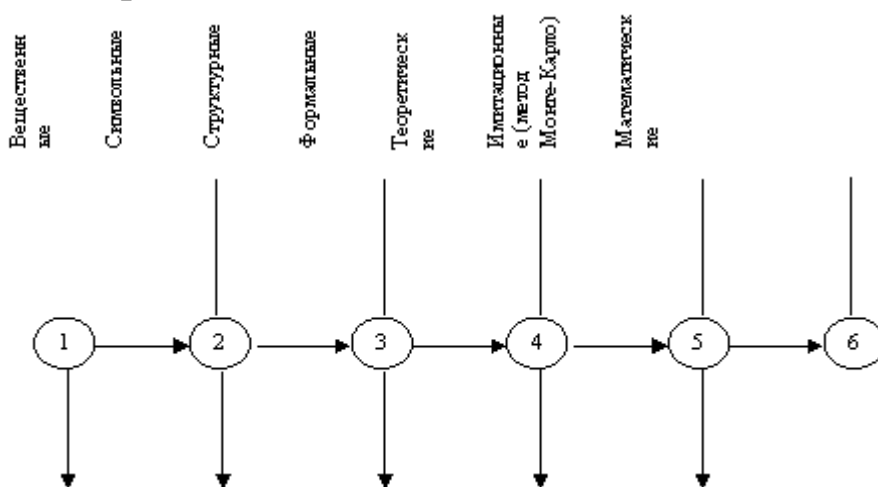 Вещественн
ые
Символьные
Структурные
Формальные
Теоретическ
ие
Имитационны
е (метод
Монте-Карло)
Математическ
ие
1
2
3
4
5
6